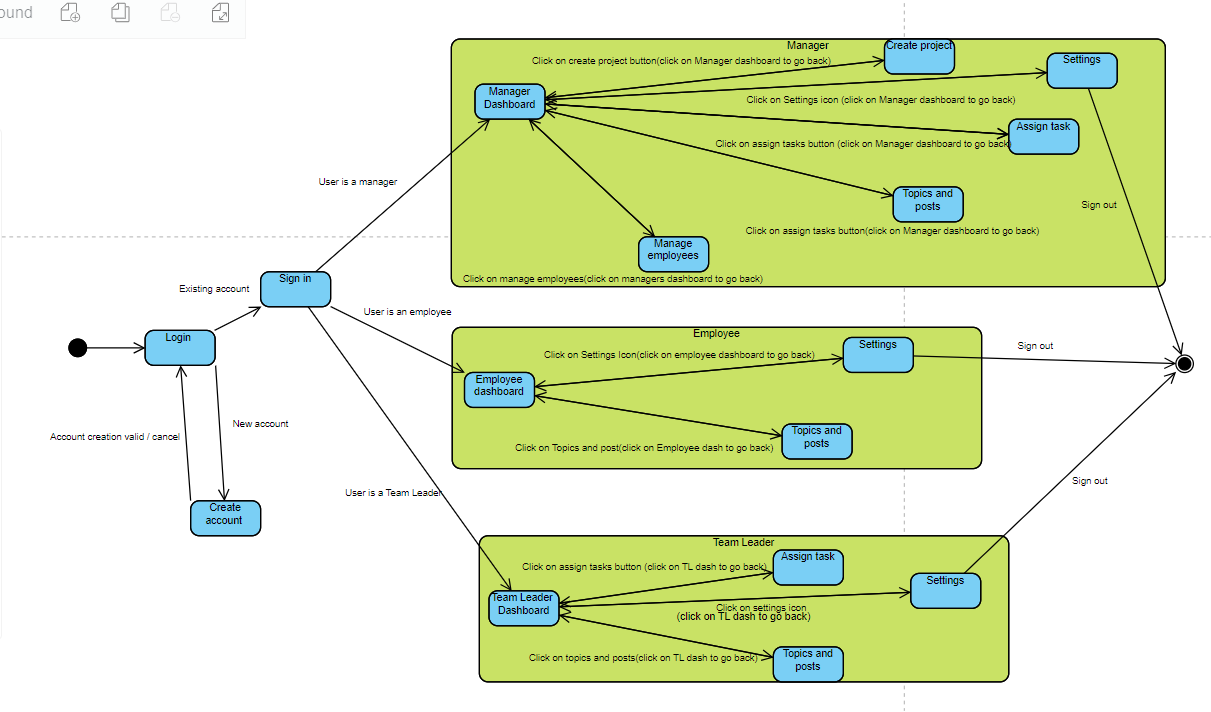 ound
Manager
Create project
Click on create project button(click on Manager dashboard to go back)
Settings
Manager
Dashboard
Click on Settings icon (click on Manager dashboard to go back)
Assign task
Click on assign tasks button (click on Manager dashboard to go back)
User is a manager
Topics and
posts
Sign out
Click on assign tasks button(click on Manager dashboard to go back)
Manage
employees
Click on manage employees(click on managers dashboard to go back)
Sign in
Existing account
User is an employee
Login
Employee
Settings
Click on Settings Icon(click on employee dashboard to go back)
Sign out
Employee
dashboard
New account
Account creation valid / cancel
Topics and
posts
Click on Topics and post(click on Employee dash to go back)
Sign out
User is a Team Leader
Create
account
Team Leader
Assign task
Click on assign tasks button (click on TL dash to go back)
Settings
Team Leader
Dashboard
Click on settings icon
(click on TL dash to go back)
Click on topics and posts(click on TL dash to go back)
Topics and
posts